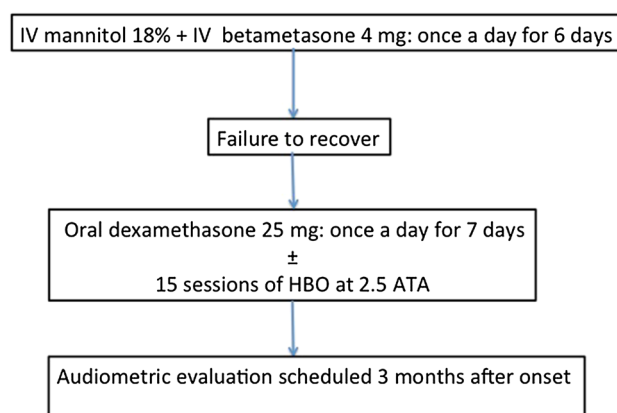 IV mannitol 18% + IV betametasone 4 mg: once a day for 6 days
Failure to recover
Oral dexamethasone 25 mg: once a day for 7 days
±
15 sessions of HBO at 2.5 ATA
Audiometric evaluation scheduled 3 months after onset